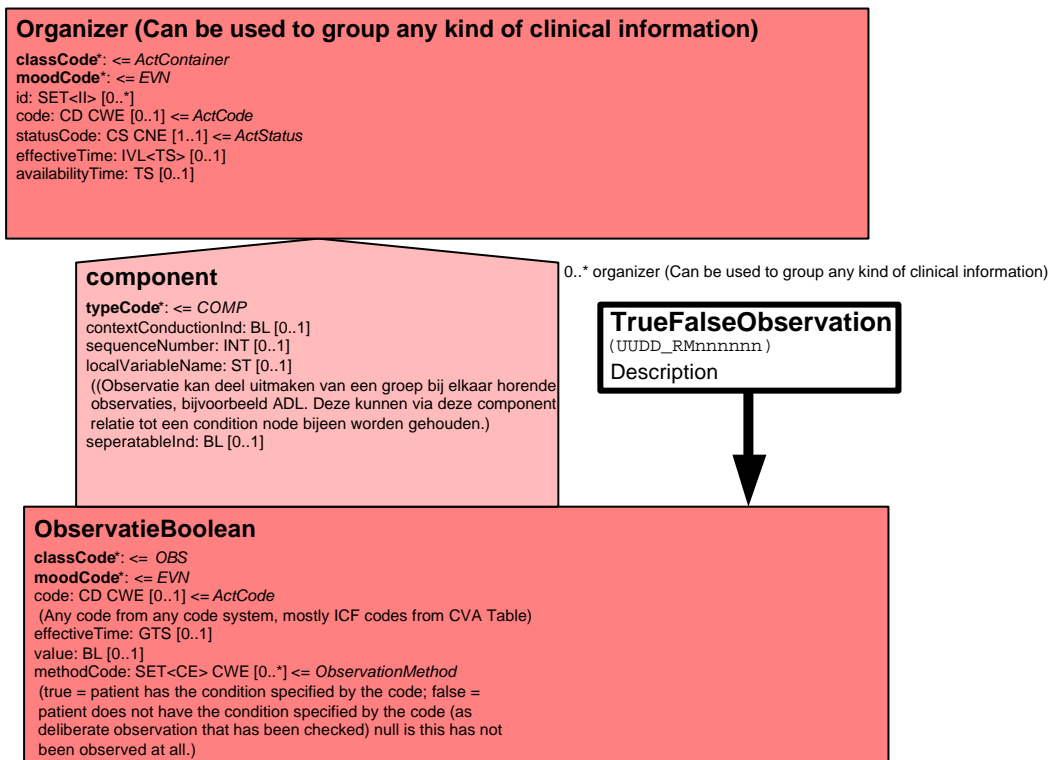 Organizer (Can be used to group any kind of clinical information)
classCode*: <= ActContainer
moodCode*: <= EVN
id: SET<II> [0..*]
code: CD CWE [0..1] <= ActCode
statusCode: CS CNE [1..1] <= ActStatus
effectiveTime: IVL<TS> [0..1]
availabilityTime: TS [0..1]
0..* organizer (Can be used to group any kind of clinical information)
component
typeCode*: <= COMP
contextConductionInd: BL [0..1]
sequenceNumber: INT [0..1]
localVariableName: ST [0..1]
((Observatie kan deel uitmaken van een groep bij elkaar horende
observaties, bijvoorbeeld ADL. Deze kunnen via deze component
relatie tot een condition node bijeen worden gehouden.)
seperatableInd: BL [0..1]
TrueFalseObservation
(UUDD_RMnnnnnn)
Description
ObservatieBoolean
classCode*: <= OBS
moodCode*: <= EVN
code: CD CWE [0..1] <= ActCode
(Any code from any code system, mostly ICF codes from CVA Table)
effectiveTime: GTS [0..1]
value: BL [0..1]
methodCode: SET<CE> CWE [0..*] <= ObservationMethod
(true = patient has the condition specified by the code; false =
patient does not have the condition specified by the code (as
deliberate observation that has been checked) null is this has not
been observed at all.)